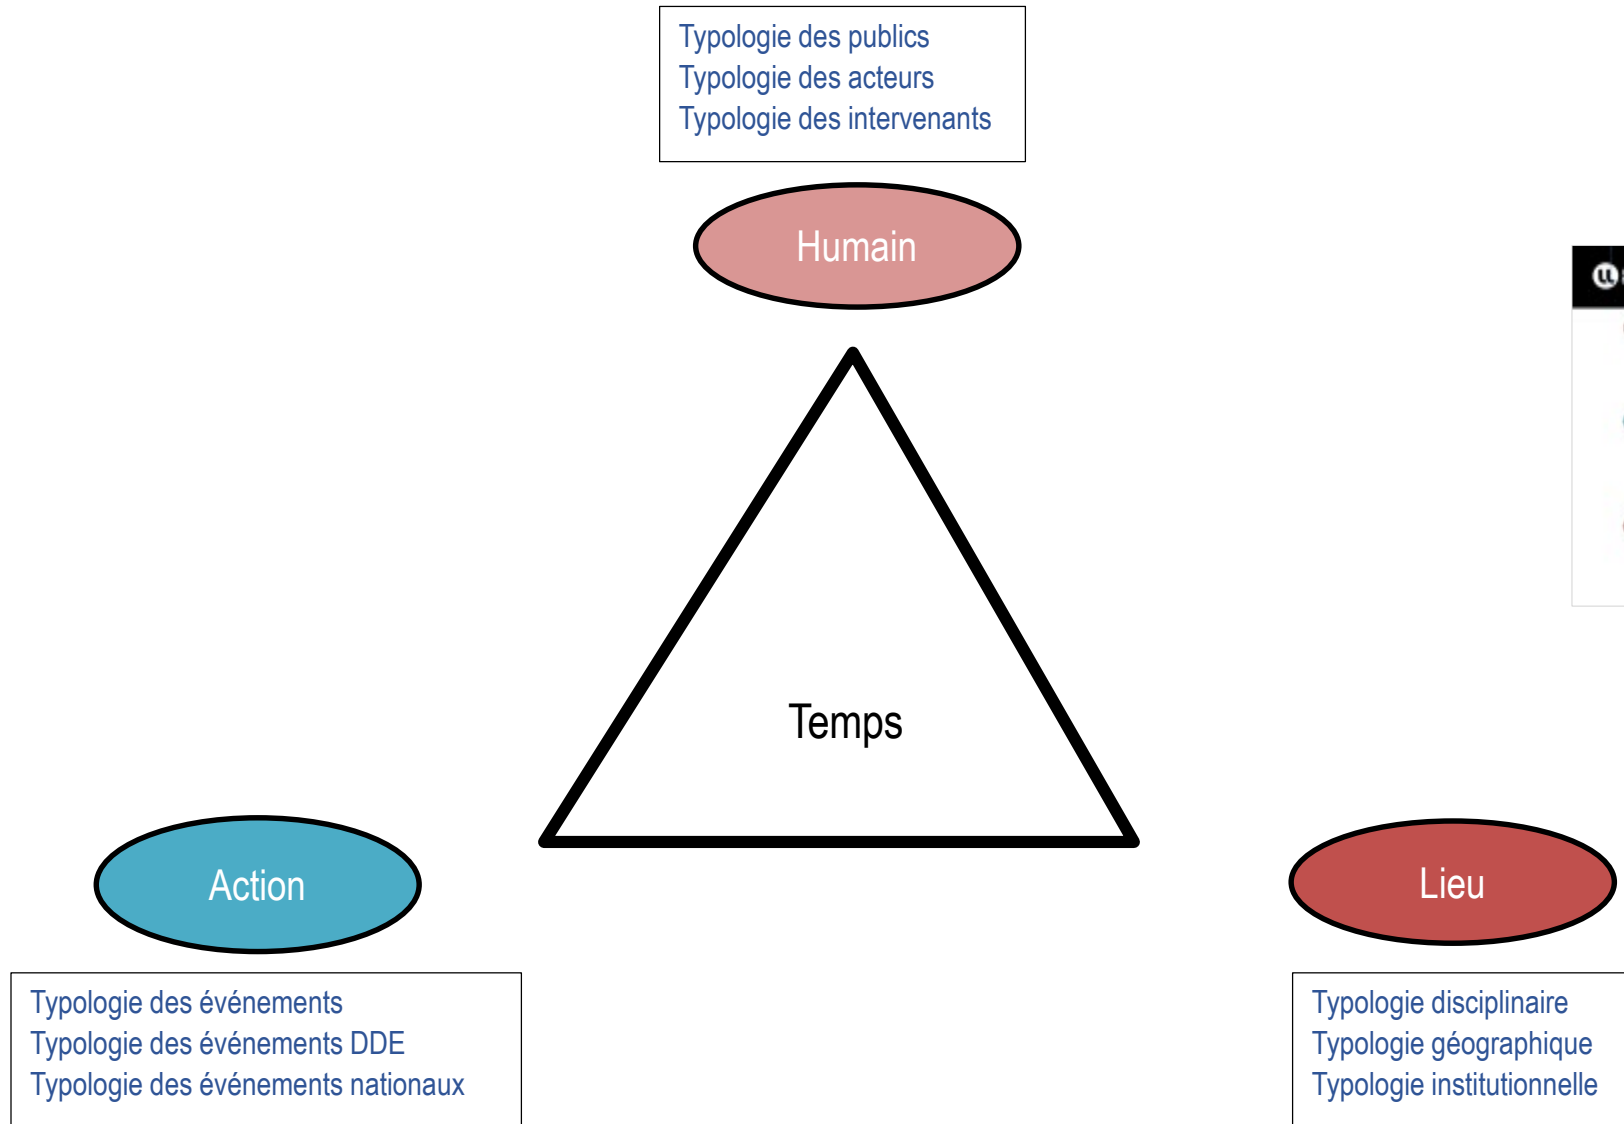 Typologie des publics
Typologie des acteurs
Typologie des intervenants
Humain
Temps
Action
Lieu
Typologie des événements
Typologie des événements DDE
Typologie des événements nationaux
Typologie disciplinaire
Typologie géographique
Typologie institutionnelle